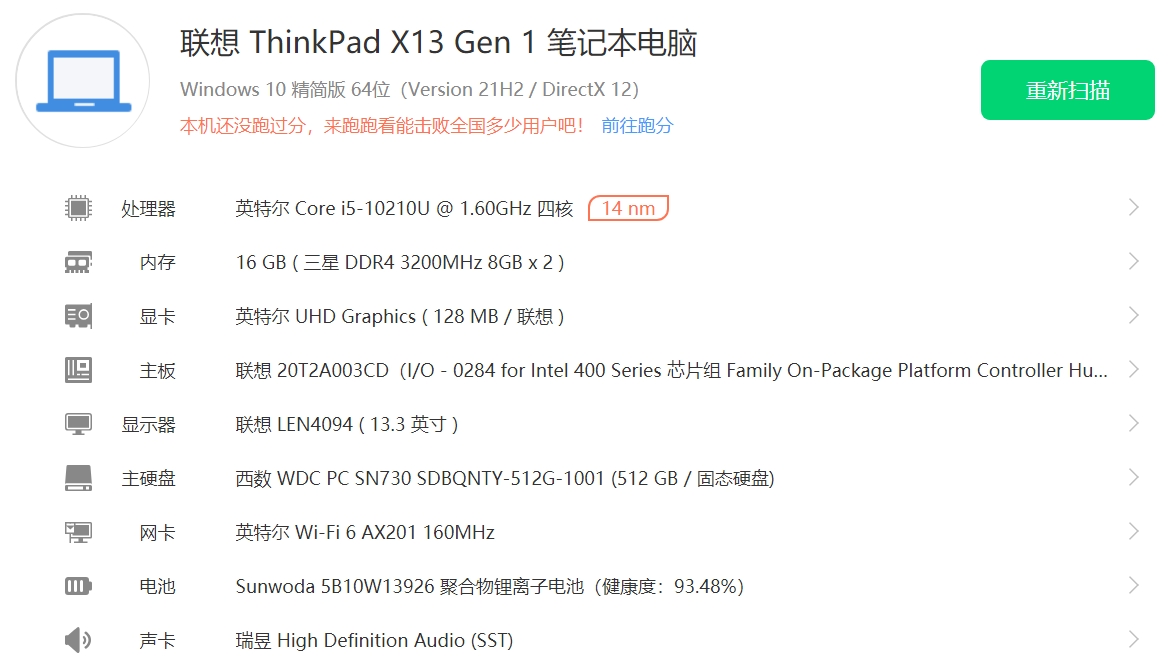 联想 ThinkPad X13 Gen 1 笔记本电脑
Windows 10 精简版 64位（Version 21H2 / DirectX 12）
本机还没跑过分，来跑跑看能击败全国多少用户吧！ 前往跑分
重新扫描
处理器 英特尔 Core i5-10210U @ 1.60GHz 四核 14 nm
内存 16 GB ( 三星 DDR4 3200MHz 8GB x 2 )
显卡 英特尔 UHD Graphics ( 128 MB / 联想 )
主板 联想 20T2A003CD（I/O - 0284 for Intel 400 Series 芯片组 Family On-Package Platform Controller Hu...
显示器 联想 LEN4094 ( 13.3 英寸 )
主硬盘 西数 WDC PC SN730 SDBQNTY-512G-1001 (512 GB / 固态硬盘)
网卡 英特尔 Wi-Fi 6 AX201 160MHz
电池 Sunwoda 5B10W13926 聚合物锂离子电池（健康度：93.48%）
声卡 瑞昱 High Definition Audio (SST)